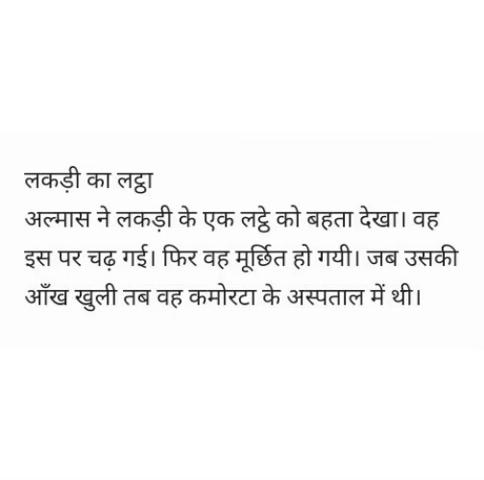 लकड़ी का लट्ठा
अल्मास ने लकड़ी के एक लट्ठे को बहता देखा। वह
इस पर चढ़ गई। फिर वह मूर्छित हो गयी। जब उसकी
आँख खुली तब वह कमोरटा के अस्पताल में थी।